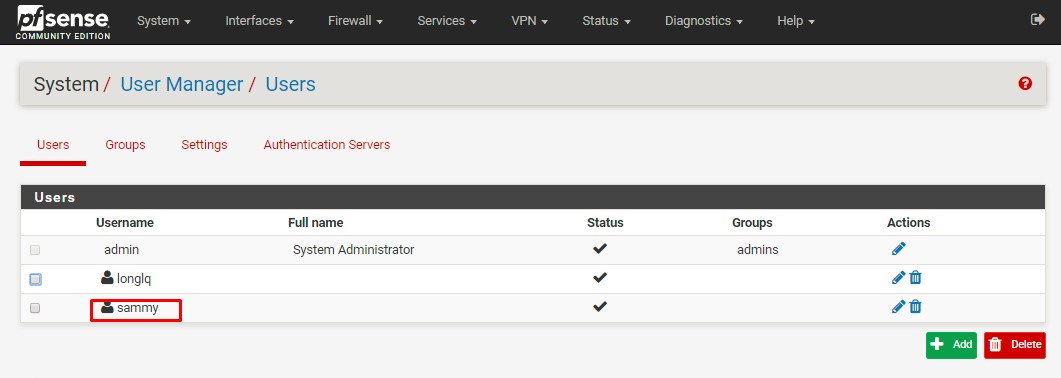 pfsense. System Interfaces Firewall Services VPN Status Diagnostics Help
COMMUNITY EDITION
System / User Manager / Users
Users Groups Settings Authentication Servers
Users
Username Full name Status Groups Actions
admin System Administrator admins
longlq
sammy
Add Delete